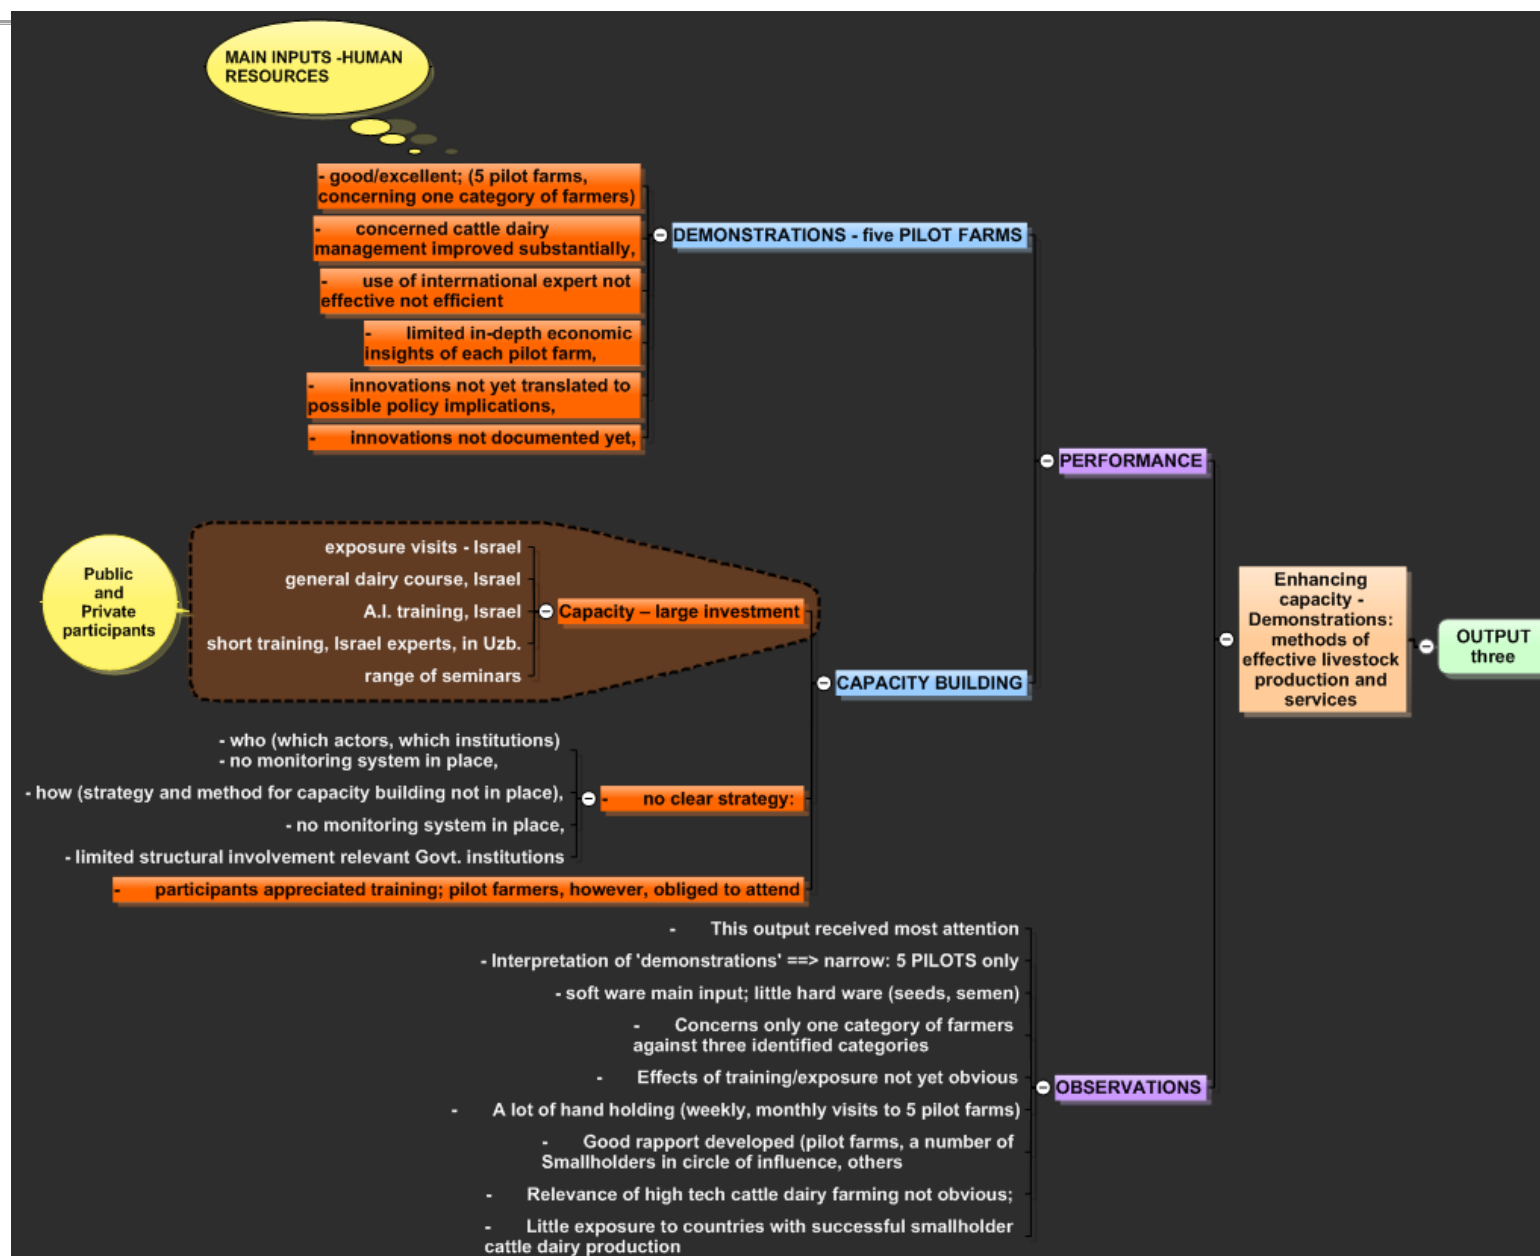 MAIN INPUTS -HUMAN
RESOURCES
- good/excellent; (5 pilot farms,
concerning one category of farmers)
- concerned cattle dairy
management improved substantially,
- use of interrnational expert not
effective not efficient
- limited in-depth economic
insights of each pilot farm,
- innovations not yet translated to
possible policy implications,
- innovations not documented yet,
DEMONSTRATIONS - five PILOT FARMS
PERFORMANCE
Public
and
Private
participants
exposure visits - Israel
general dairy course, Israel
A.I. training, Israel
short training, Israel experts, in Uzb.
range of seminars
Capacity – large investment
CAPACITY BUILDING
- who (which actors, which institutions)
- no monitoring system in place,
- how (strategy and method for capacity building not in place),
- no monitoring system in place,
- limited structural involvement relevant Govt. institutions
- no clear strategy:
- participants appreciated training; pilot farmers, however, obliged to attend
Enhancing
capacity -
Demonstrations:
methods of
effective livestock
production and
services
OUTPUT
three
- This output received most attention
- Interpretation of 'demonstrations' ==> narrow: 5 PILOTS only
- soft ware main input; little hard ware (seeds, semen)
- Concerns only one category of farmers
against three identified categories
- Effects of training/exposure not yet obvious
- A lot of hand holding (weekly, monthly visits to 5 pilot farms)
- Good rapport developed (pilot farms, a number of
Smallholders in circle of influence, others
- Relevance of high tech cattle dairy farming not obvious;
- Little exposure to countries with successful smallholder
cattle dairy production
OBSERVATIONS